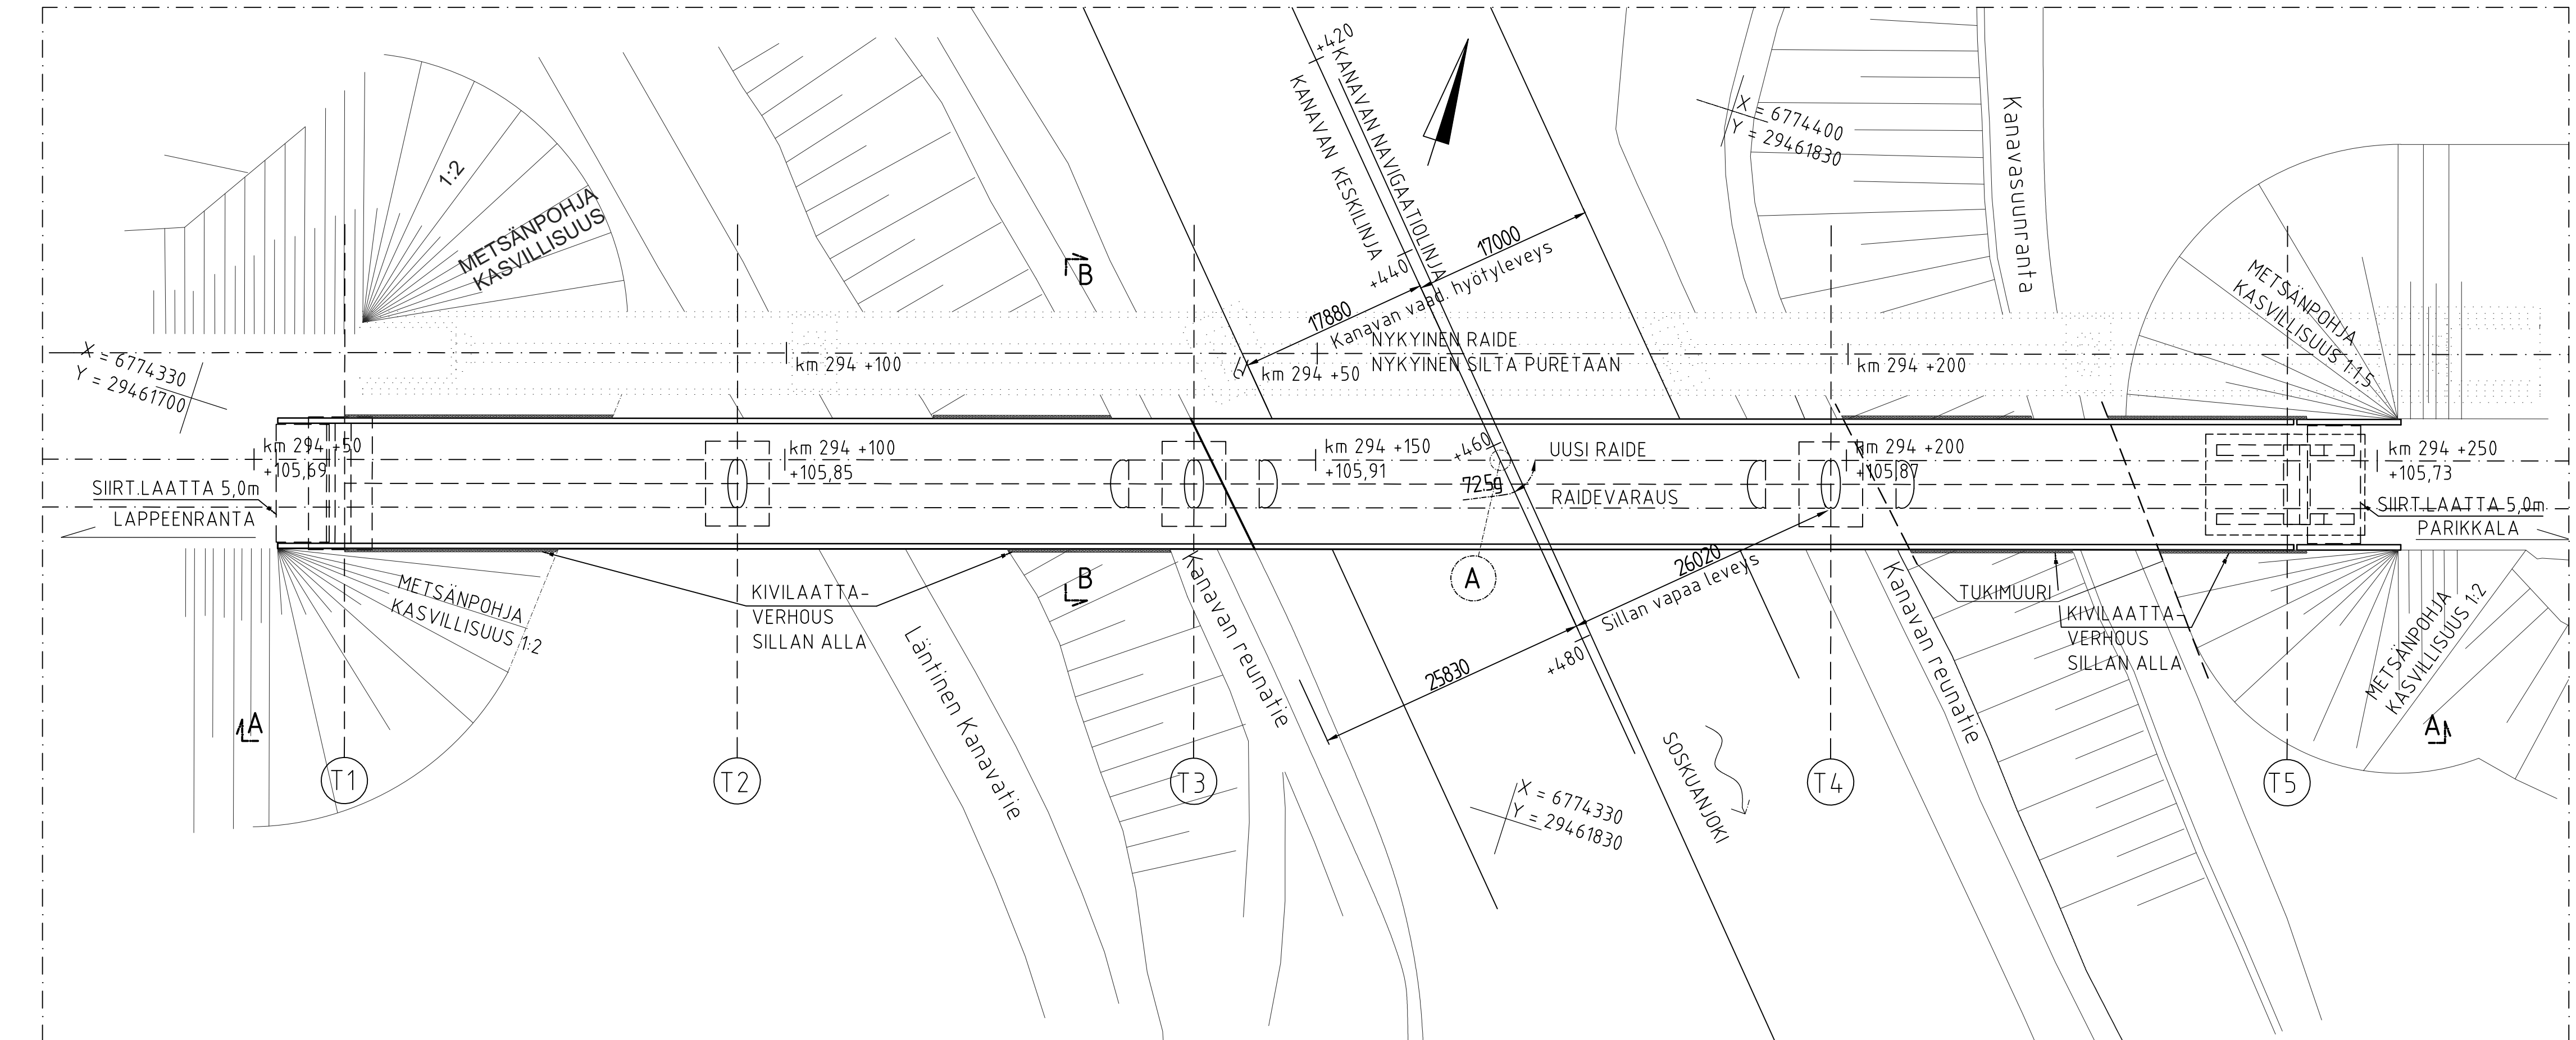 +420
KANAVAN NAVIGAATIOLINJA
KANAVAN KESKILINJA
X = 6774400
Y = 29461830
Kanavasuunranta
1:2
METSÄNPOHJA
KASVILLISUUS
B
+440
17000
17880
Kanavan vaad. hyötyleveys
METSÄNPOHJA
KASVILLISUUS 1:1,5
X = 6774330
Y = 29461700
km 294 +100
km 294 +50
NYKYINEN RAIDE
NYKYINEN SILTA PURETAAN
km 294 +200
km 294 +50
+105,69
km 294 +100
+105,85
km 294 +150
+105,91
+460
UUSI RAIDE
km 294 +200
+105,87
km 294 +250
+105,73
SIIRT.LAATTA 5,0m
LAPPEENRANTA
72.5g
RAIDEVARAUS
SIIRT.LAATTA 5,0m
PARIKKALA
METSÄNPOHJA
KASVILLISUUS 1:2
KIVILAATTA-
VERHOUS
SILLAN ALLA
B
Kanavan reunatie
A
26020
Sillan vapaa leveys
25830
+480
Kanavan reunatie
TUKIMUURI
KIVILAATTA-
VERHOUS
SILLAN ALLA
METSÄNPOHJA
KASVILLISUUS 1:2
Läntinen Kanavatie
SOSKUANJOKI
A
A
T1
T2
T3
T4
T5
X = 6774330
Y = 29461830